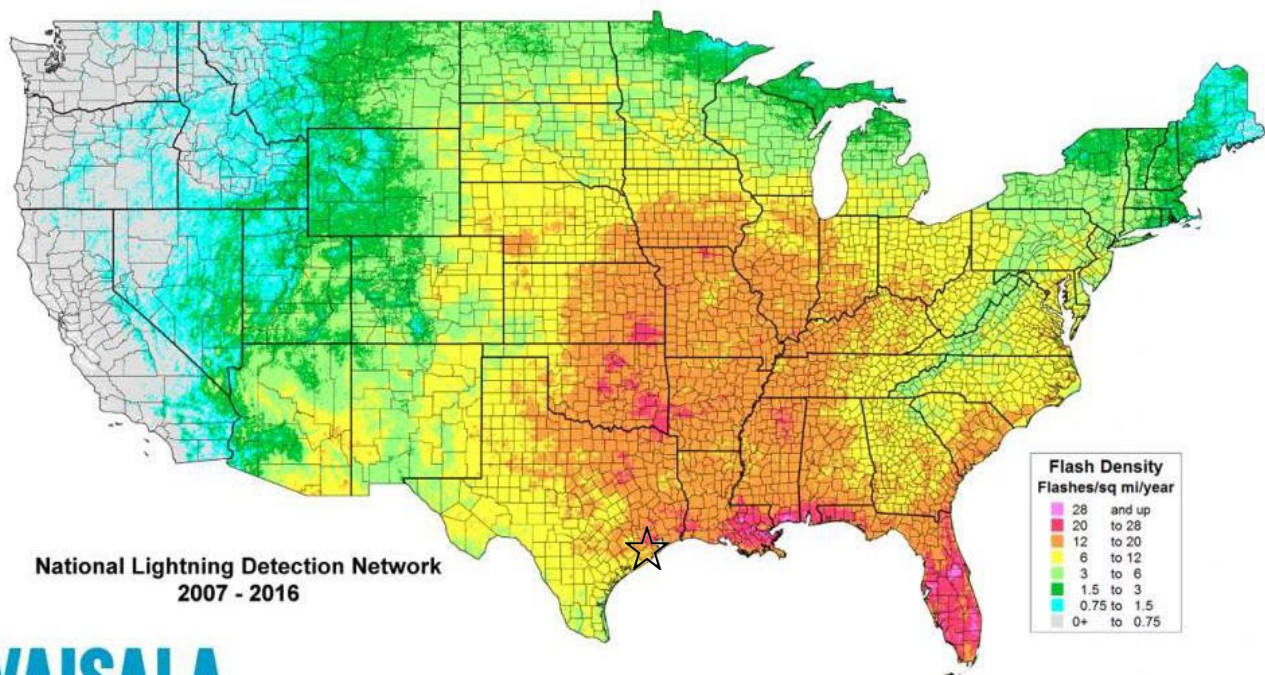 National Lightning Detection Network
2007 - 2016
VAISALA
Flash Density
Flashes/sq mi/year
28 and up
20 to 28
12 to 20
6 to 12
3 to 6
1.5 to 3
0.75 to 1.5
0+ to 0.75